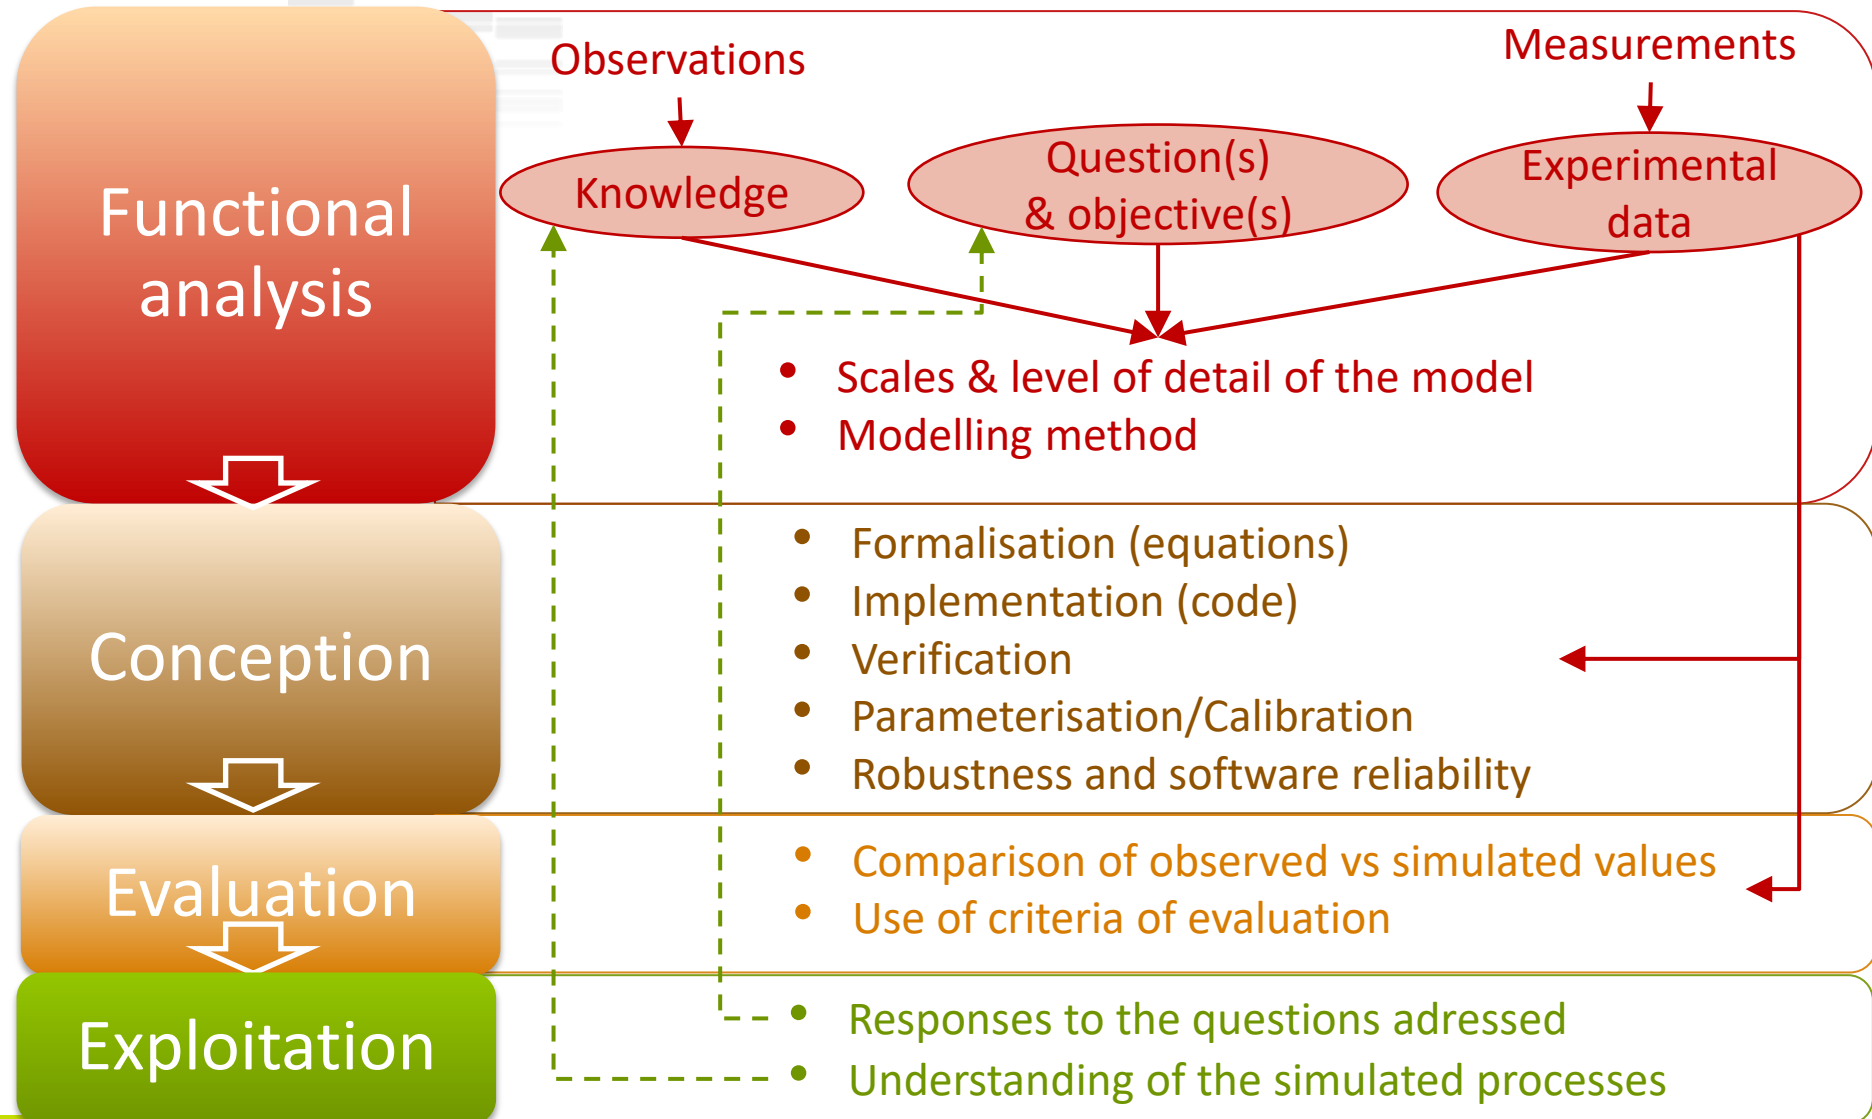 Functional
analysis
Observations
Measurements
Knowledge
Question(s)
& objective(s)
Experimental
data
• Scales & level of detail of the model
• Modelling method
Conception
• Formalisation (equations)
• Implementation (code)
• Verification
• Parameterisation/Calibration
• Robustness and software reliability
Evaluation
• Comparison of observed vs simulated values
• Use of criteria of evaluation
Exploitation
• Responses to the questions adressed
• Understanding of the simulated processes